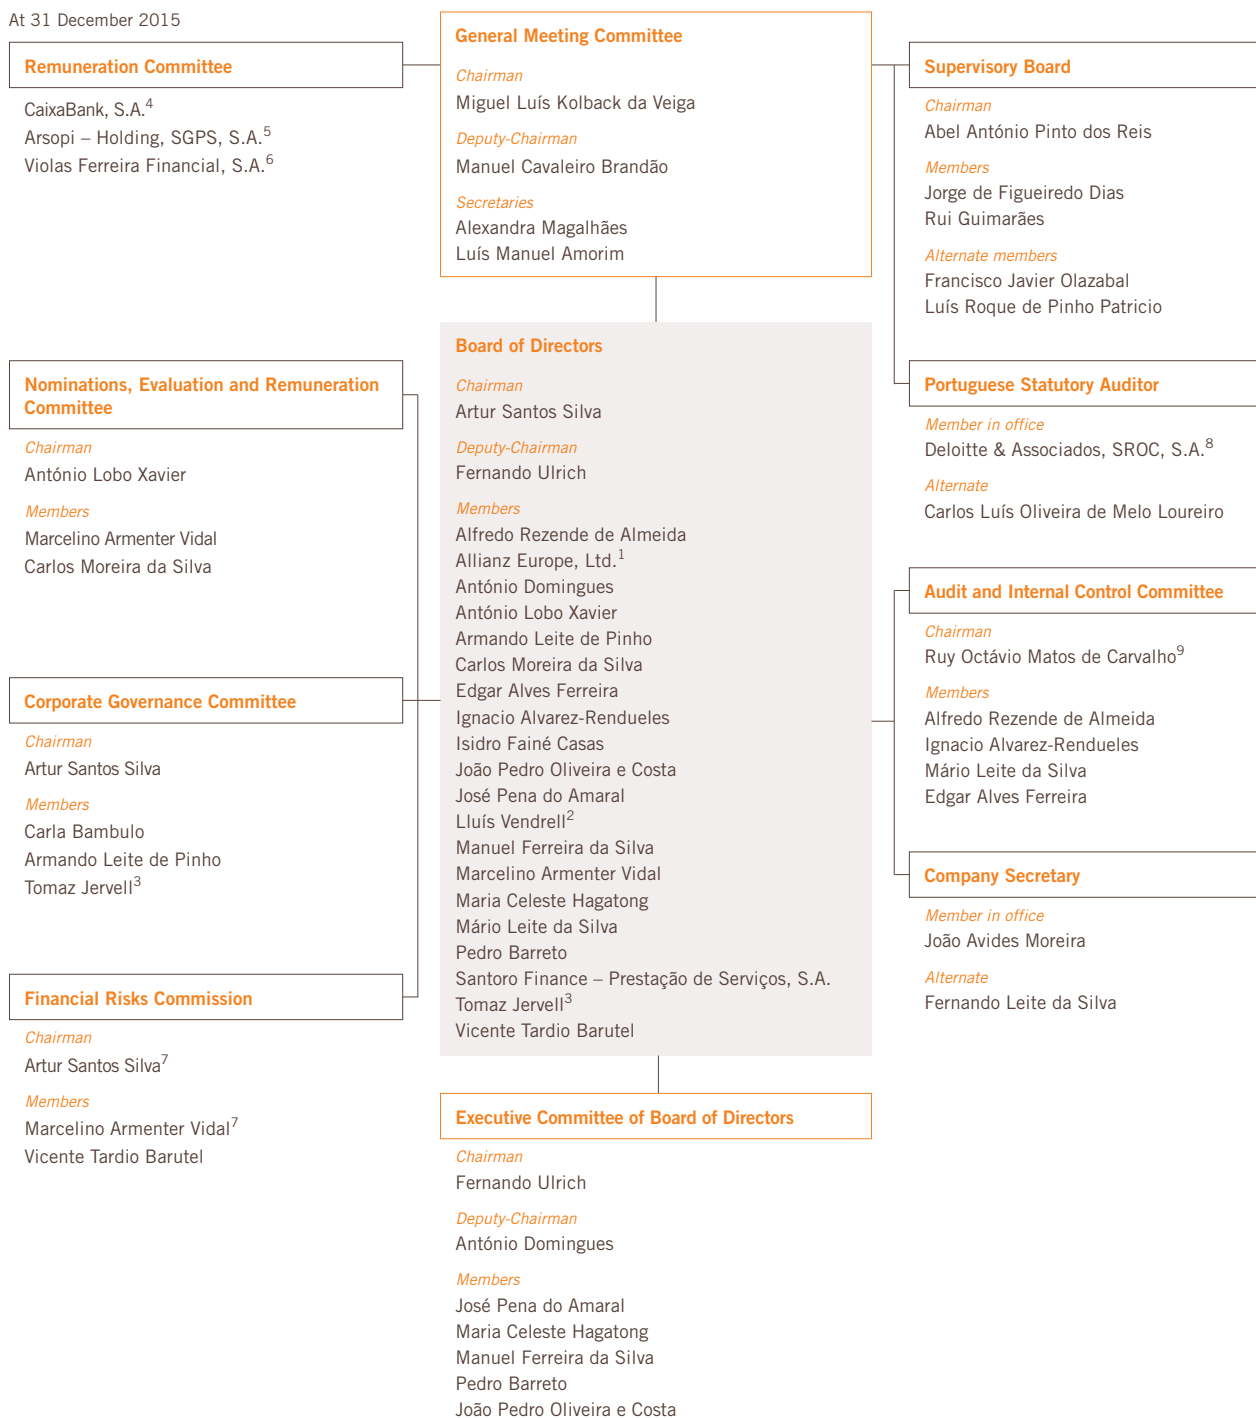 At 31 December 2015
Remuneration Committee
CaixaBank, S.A.4
Arsopi – Holding, SGPS, S.A.5
Violas Ferreira Financial, S.A.6
General Meeting Committee
Chairman
Miguel Luís Kolback da Veiga
Deputy-Chairman
Manuel Cavaleiro Brandão
Secretaries
Alexandra Magalhães
Luís Manuel Amorim
Supervisory Board
Chairman
Abel António Pinto dos Reis
Members
Jorge de Figueiredo Dias
Rui Guimarães
Alternate members
Francisco Javier Olazabal
Luís Roque de Pinho Patricio
Nominations, Evaluation and Remuneration
Committee
Chairman
António Lobo Xavier
Members
Marcelino Armenter Vidal
Carlos Moreira da Silva
Corporate Governance Committee
Chairman
Artur Santos Silva
Members
Carla Bambulo
Armando Leite de Pinho
Tomaz Jervell3
Financial Risks Commission
Chairman
Artur Santos Silva7
Members
Marcelino Armenter Vidal7
Vicente Tardio Barutel
Board of Directors
Chairman
Artur Santos Silva
Deputy-Chairman
Fernando Ulrich
Members
Alfredo Rezende de Almeida
Allianz Europe, Ltd.1
António Domingues
António Lobo Xavier
Armando Leite de Pinho
Carlos Moreira da Silva
Edgar Alves Ferreira
Ignacio Alvarez-Rendueles
Isidro Fainé Casas
João Pedro Oliveira e Costa
José Pena do Amaral
Lluís Vendrell2
Manuel Ferreira da Silva
Marcelino Armenter Vidal
Maria Celeste Hagatong
Mário Leite da Silva
Pedro Barreto
Santoro Finance – Prestação de Serviços, S.A.
Tomaz Jervell3
Vicente Tardio Barutel
Executive Committee of Board of Directors
Chairman
Fernando Ulrich
Deputy-Chairman
António Domingues
Members
José Pena do Amaral
Maria Celeste Hagatong
Manuel Ferreira da Silva
Pedro Barreto
João Pedro Oliveira e Costa
Portuguese Statutory Auditor
Member in office
Deloitte & Associados, SROC, S.A.8
Alternate
Carlos Luís Oliveira de Melo Loureiro
Audit and Internal Control Committee
Chairman
Ruy Octávio Matos de Carvalho9
Members
Alfredo Rezende de Almeida
Ignacio Alvarez-Rendueles
Mário Leite da Silva
Edgar Alves Ferreira
Company Secretary
Member in office
João Avides Moreira
Alternate
Fernando Leite da Silva